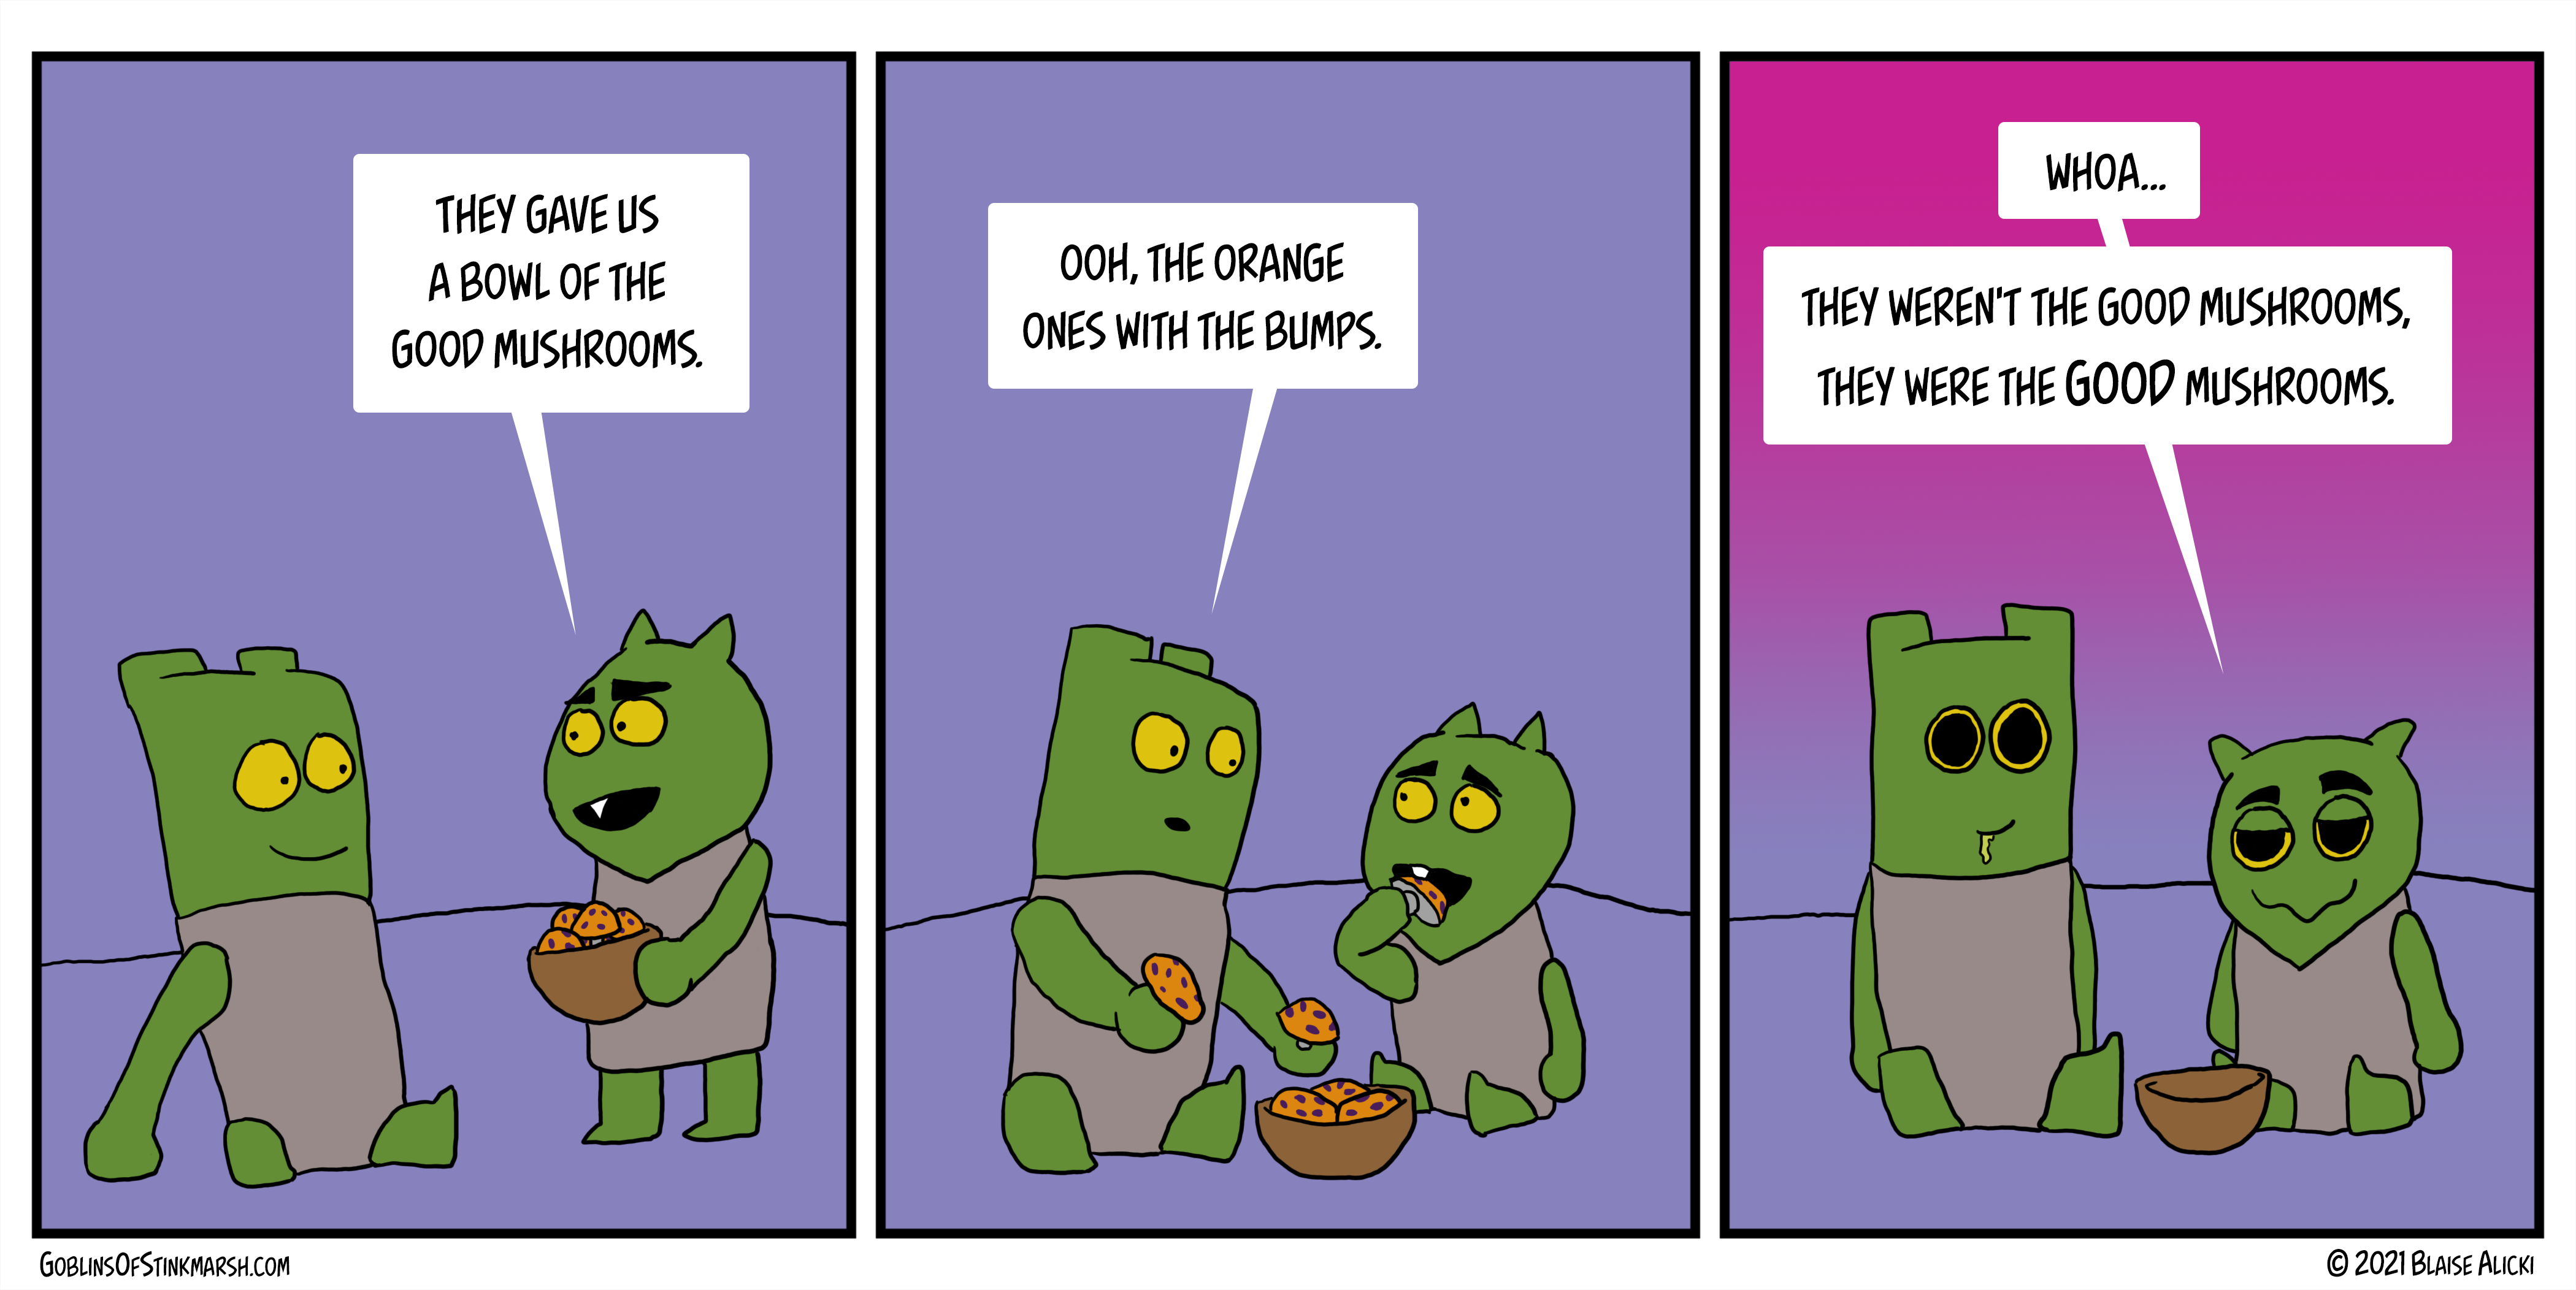 THEY GAVE US
A BOWL OF THE
GOOD MUSHROOMS.
OOH, THE ORANGE
ONES WITH THE BUMPS.
WHOA...
THEY WEREN'T THE GOOD MUSHROOMS,
THEY WERE THE GOOD MUSHROOMS.
GOBLINSOFSTINKMARSH.COM
© 2021 BLAISE ALICKI